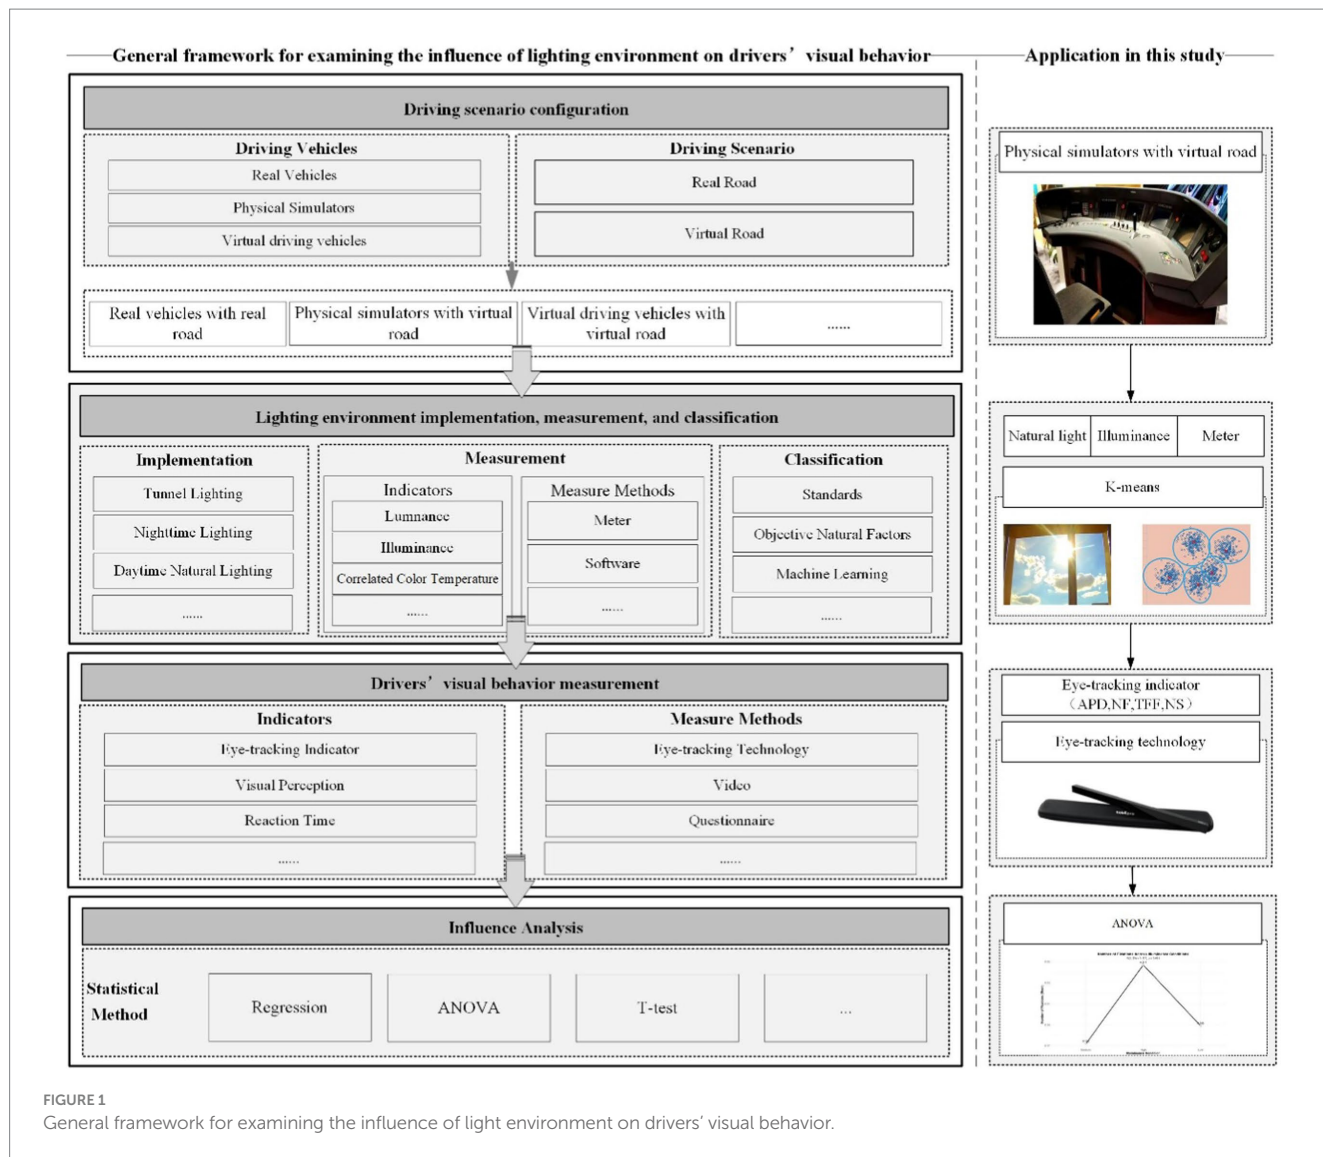 General framework for examining the influence of lighting environment on drivers’ visual behavior
Application in this study
Driving scenario configuration
Driving Vehicles
Real Vehicles
Physical Simulators
Virtual driving vehicles
Driving Scenario
Real Road
Virtual Road
Real vehicles with real
road
Physical simulators with virtual
road
Virtual driving vehicles with
virtual road
......
Lighting environment implementation, measurement, and classification
Implementation
Tunnel Lighting
Nighttime Lighting
Daytime Natural Lighting
......
Measurement
Indicators
Lumnance
Illuminance
Correlated Color Temperature
......
Measure Methods
Meter
Software
......
Classification
Standards
Objective Natural Factors
Machine Learning
......
Drivers’ visual behavior measurement
Indicators
Eye-tracking Indicator
Visual Perception
Reaction Time
......
Measure Methods
Eye-tracking Technology
Video
Questionnaire
......
Influence Analysis
Statistical
Method
Regression
ANOVA
T-test
...
Physical simulators with virtual road
Natural light
Illuminance
Meter
K-means
Eye-tracking indicator
(APD,NF,TFF,NS)
Eye-tracking technology
ANOVA
FIGURE 1
General framework for examining the influence of light environment on drivers’ visual behavior.